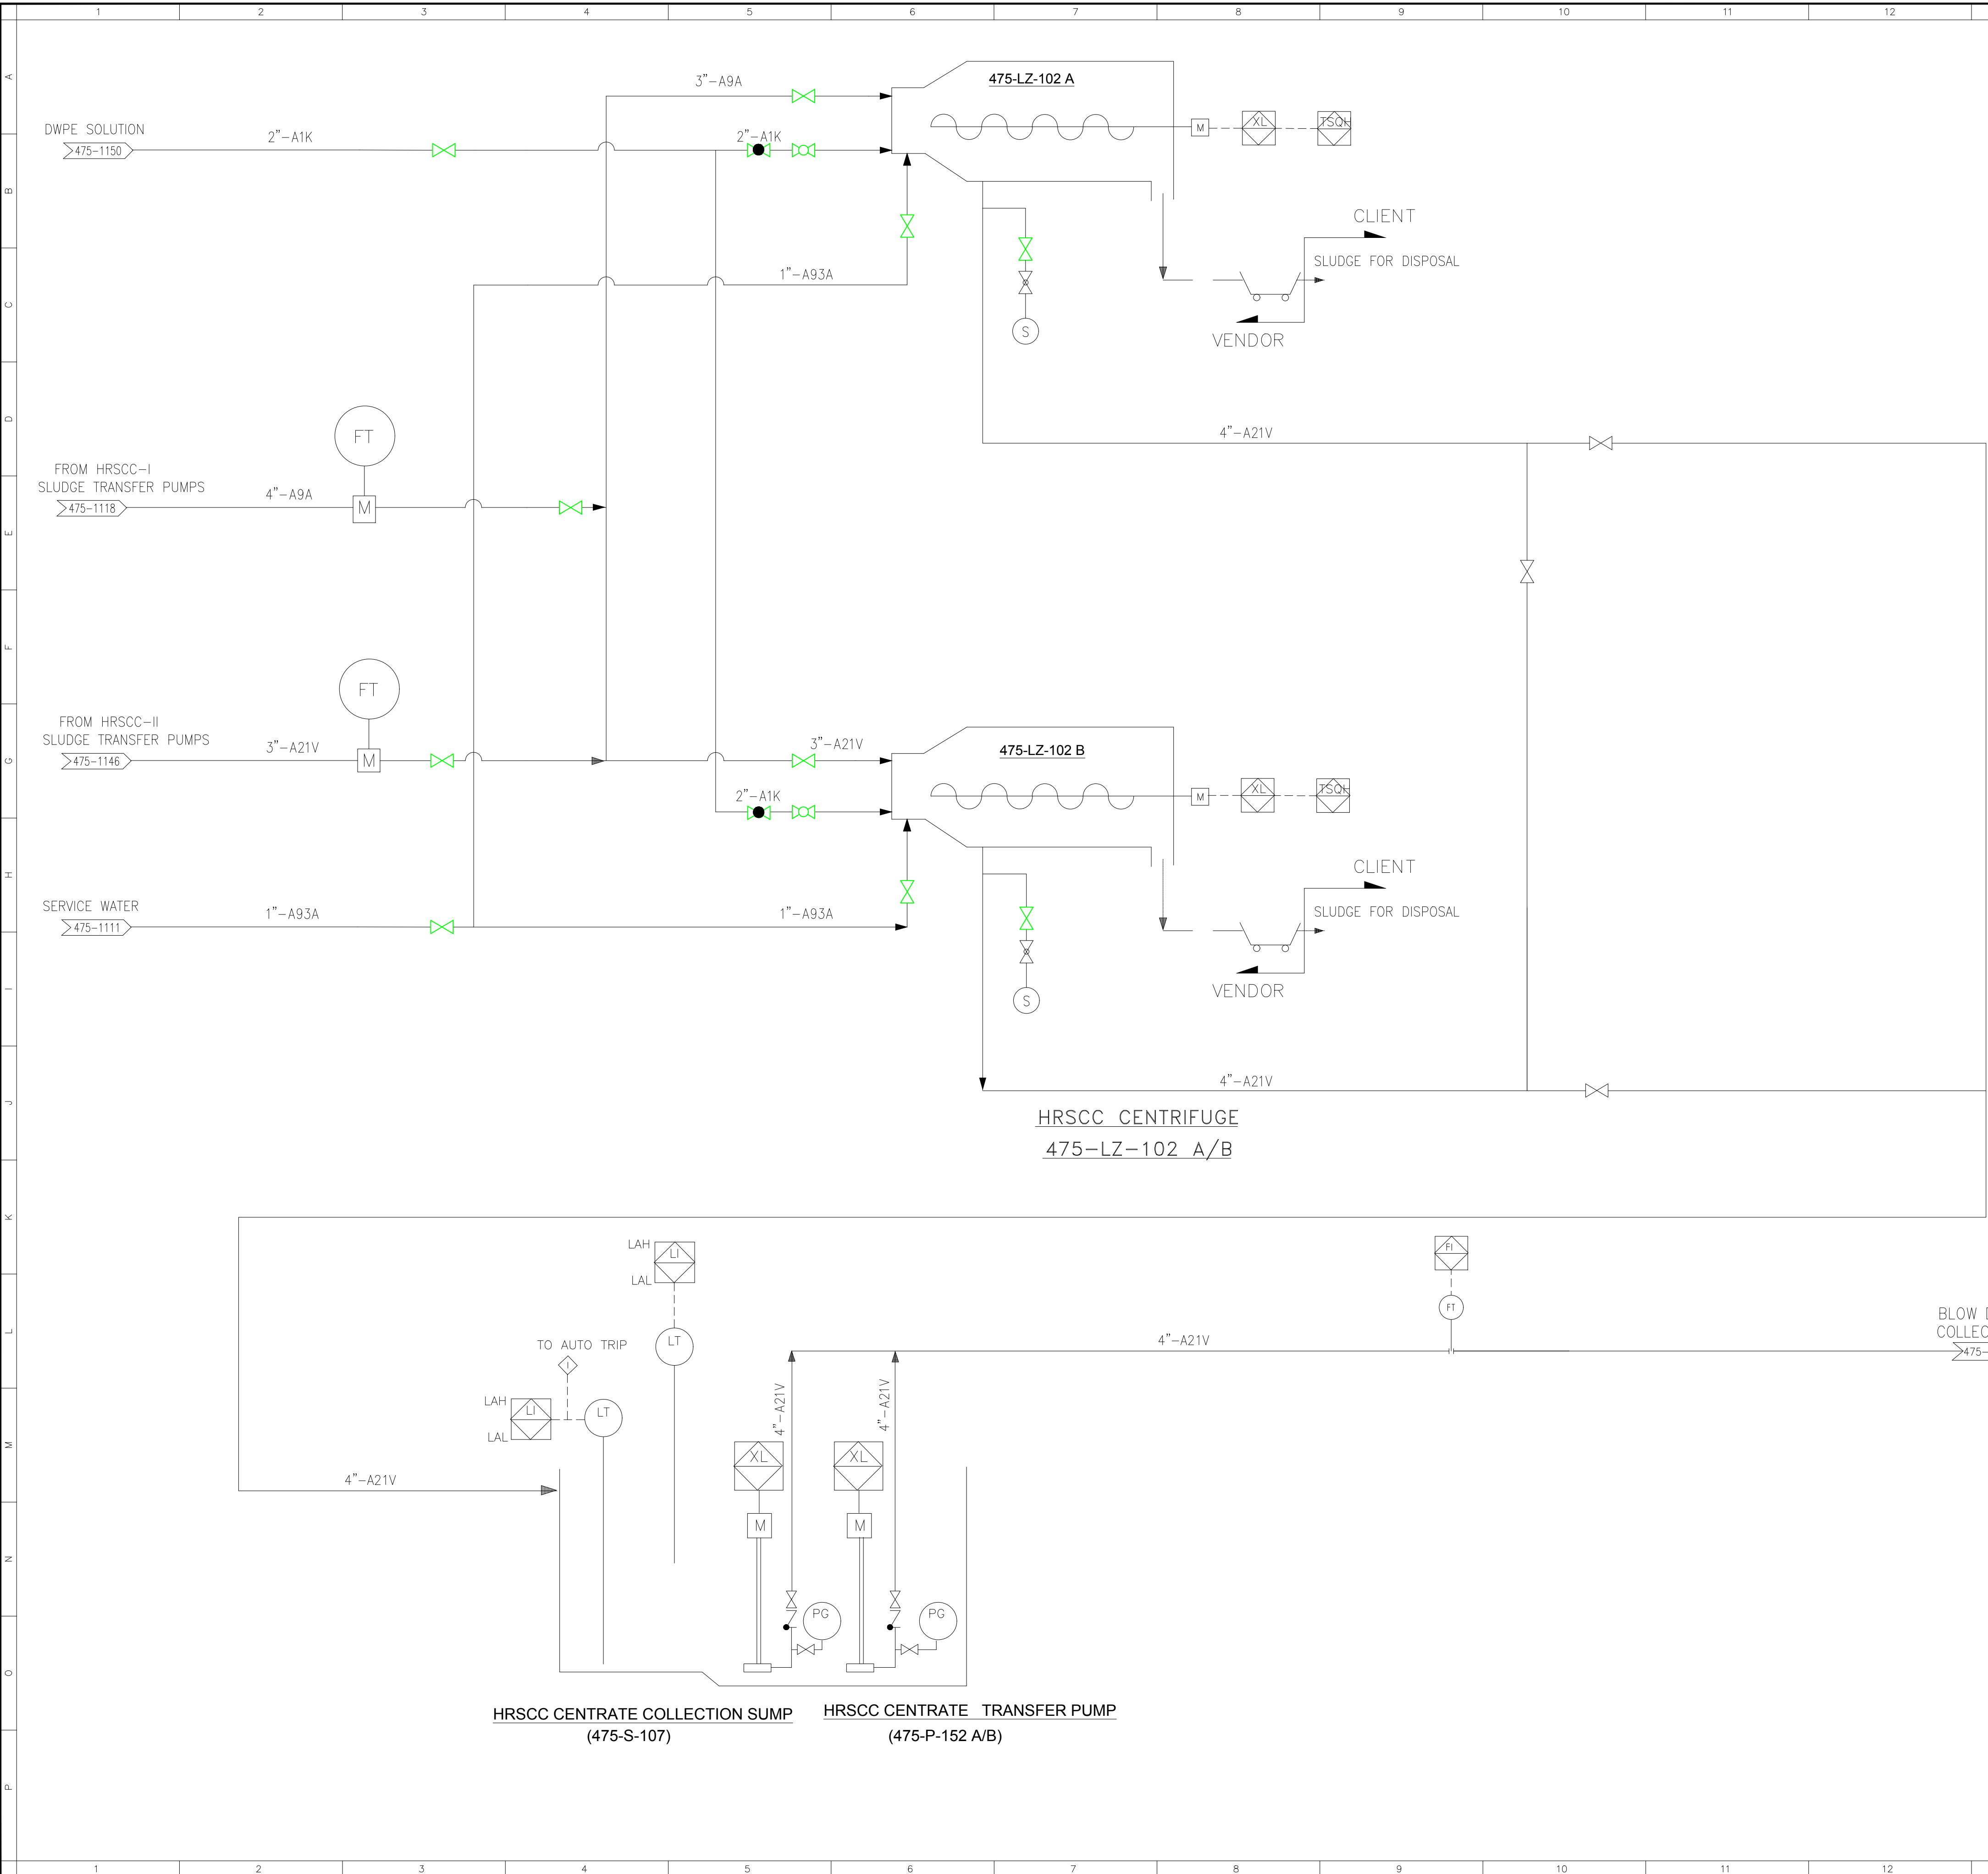 1 2 3 4 5 6 7 8 9 10 11 12
A
3"-A9A
475-LZ-102 A
DWPE SOLUTION
475-1150
2"-A1K
2"-A1K
M
XL
TSQH
B
CLIENT
SLUDGE FOR DISPOSAL
VENDOR
C
1"-A93A
S
D
FT
4"-A21V
FROM HRSCC-I
SLUDGE TRANSFER PUMPS
475-1118
4"-A9A
M
E
F
FT
FROM HRSCC-II
SLUDGE TRANSFER PUMPS
475-1146
3"-A21V
M
3"-A21V
475-LZ-102 B
G
2"-A1K
M
XL
TSQH
H
CLIENT
SLUDGE FOR DISPOSAL
VENDOR
SERVICE WATER
475-1111
1"-A93A
1"-A93A
I
S
J
4"-A21V
HRSCC CENTRIFUGE
475-LZ-102 A/B
K
LAH
LI
LAL
FI
L
LT
FT
TO AUTO TRIP
I
4"-A21V
BLOW
475-
LAH
LI
LAL
LT
4"-A21V
4"-A21V
M
XL
XL
4"-A21V
M
M
N
PG
PG
O
HRSCC CENTRATE COLLECTION SUMP
(475-S-107)
HRSCC CENTRATE TRANSFER PUMP
(475-P-152 A/B)
P
1 2 3 4 5 6 7 8 9 10 11 12